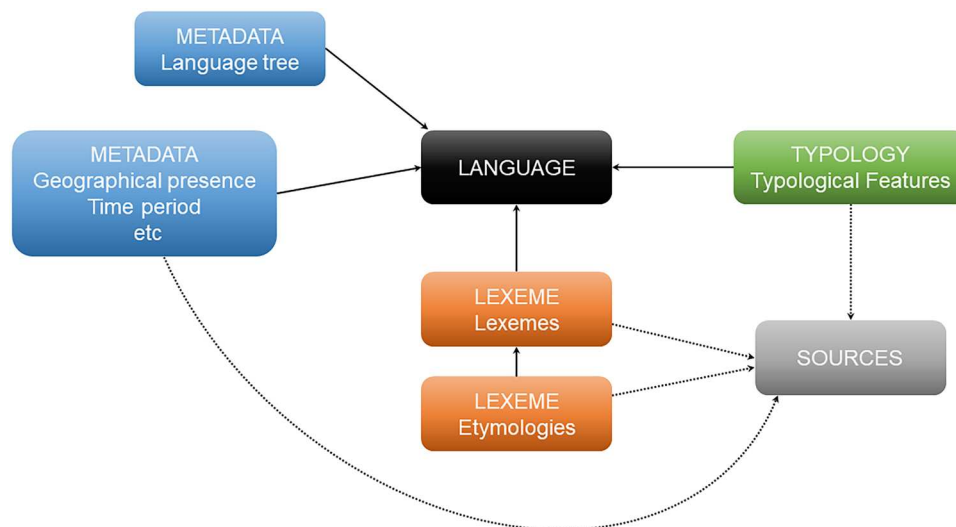 METADATA
Language tree
METADATA
Geographical presence
Time period
etc
LANGUAGE
TYPOLOGY
Typological Features
LEXEME
Lexemes
SOURCES
LEXEME
Etymologies